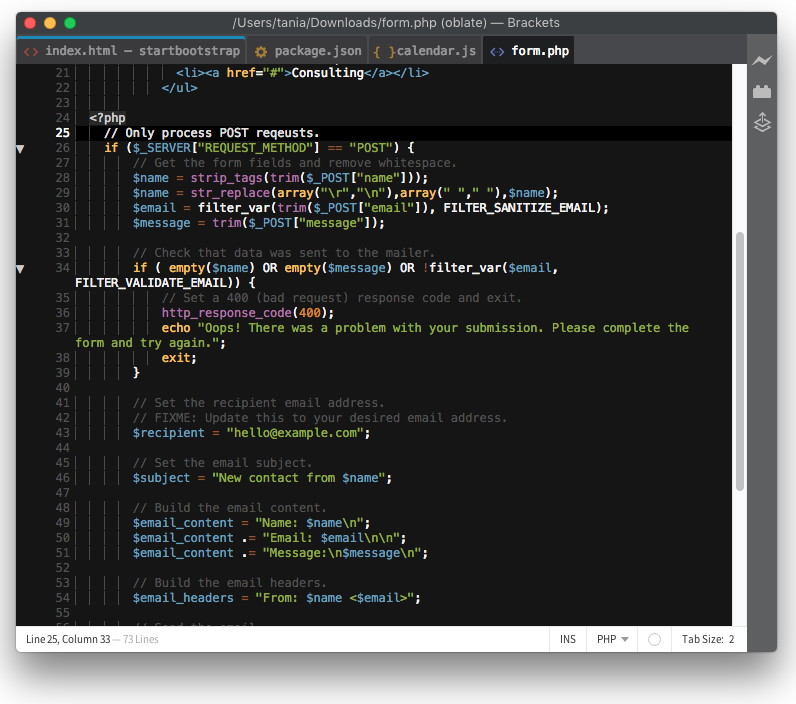 /Users/tania/Downloads/form.php (oblate) — Brackets
<> index.html — startbootstrap package.json { } calendar.js <> form.php
21 <li><a href="#">Consulting</a></li>
22 </ul>
23
24 <?php
25 // Only process POST reqeusts.
26 if ($_SERVER["REQUEST_METHOD"] == "POST") {
27 // Get the form fields and remove whitespace.
28 $name = strip_tags(trim($_POST["name"]));
29 $name = str_replace(array("\r","\n"),array(" "," "),$name);
30 $email = filter_var(trim($_POST["email"]), FILTER_SANITIZE_EMAIL);
31 $message = trim($_POST["message"]);
32
33 // Check that data was sent to the mailer.
34 if ( empty($name) OR empty($message) OR !filter_var($email,
FILTER_VALIDATE_EMAIL)) {
35 // Set a 400 (bad request) response code and exit.
36 http_response_code(400);
37 echo "Oops! There was a problem with your submission. Please complete the
form and try again.";
38 exit;
39 }
40
41 // Set the recipient email address.
42 // FIXME: Update this to your desired email address.
43 $recipient = "hello@example.com";
44
45 // Set the email subject.
46 $subject = "New contact from $name";
47
48 // Build the email content.
49 $email_content = "Name: $name\n";
50 $email_content .= "Email: $email\n\n";
51 $email_content .= "Message:\n$message\n";
52
53 // Build the email headers.
54 $email_headers = "From: $name <$email>";
55
Line 25, Column 33 — 73 Lines INS PHP Tab Size: 2